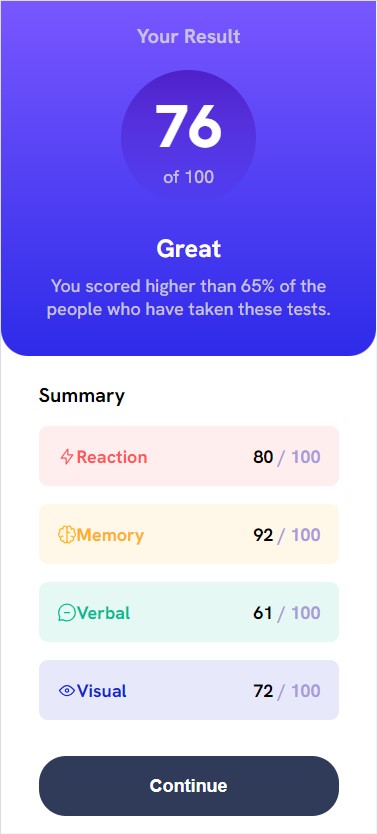 Your Result
76
of 100
Great
You scored higher than 65% of the
people who have taken these tests.
Summary
Reaction 80 / 100
Memory 92 / 100
Verbal 61 / 100
Visual 72 / 100
Continue